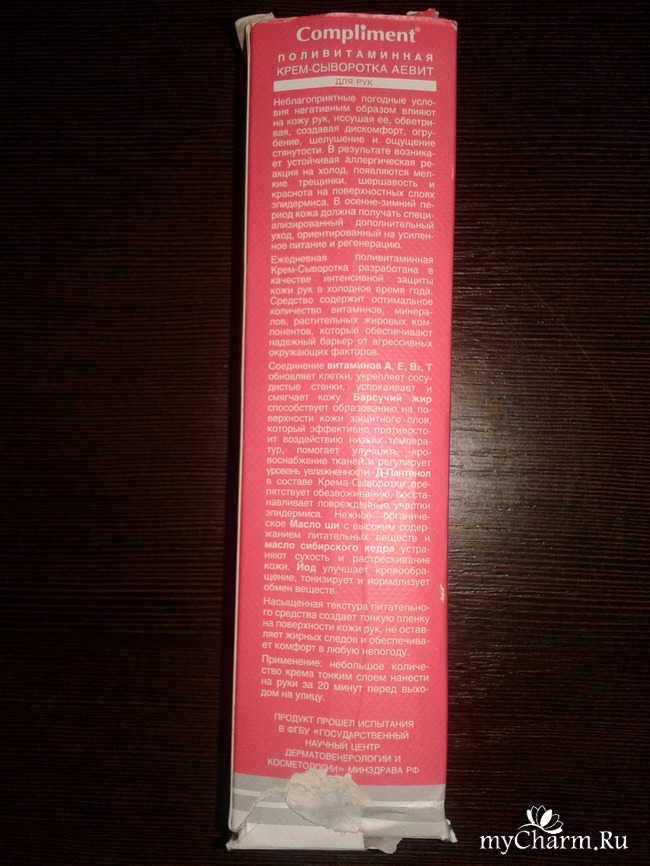 Compliment®
ПОЛИВИТАМИННАЯ
КРЕМ-СЫВОРОТКА АЕВИТ
ДЛЯ РУК
Неблагоприятные погодные усло-
вия негативным образом влияют
на кожу рук, иссушая ее, обветри-
вая, создавая дискомфорт, огру-
бение, шелушение и ощущение
стянутости. В результате возника-
ет устойчивая аллергическая ре-
акция на холод, появляются мел-
кие трещинки, шершавость и
краснота на поверхностных слоях
эпидермиса. В осенне-зимний пе-
риод кожа должна получать специ-
ализированный дополнительный
уход, ориентированный на усилен-
ное питание и регенерацию.
Ежедневная поливитаминная
Крем-Сыворотка разработана в
качестве интенсивной защиты
кожи рук в холодное время года.
Средство содержит оптимальное
количество витаминов, минера-
лов, растительных жировых ком-
понентов, которые обеспечивают
надежный барьер от агрессивных
окружающих факторов.
Соединение витаминов А, Е, В₅, Т
обновляет клетки, укрепляет сосу-
дистые стенки, успокаивает и
смягчает кожу. Барсучий жир
способствует образованию на по-
верхности кожи защитного слоя,
который эффективно противосто-
ит воздействию низких темпера-
тур, помогает улучшить кро-
воснабжение тканей и регулирует
уровень увлажненности. Д-Пантенол
в составе Крема-Сыворотки пре-
пятствует обезвоживанию, восста-
навливает поврежденные участки
эпидермиса. Нежное органиче-
ское Масло ши с высоким содер-
жанием питательных веществ и
масло сибирского кедра устра-
няют сухость и растрескивание
кожи. Йод улучшает кровообра-
щение, тонизирует и нормализует
обмен веществ.
Насыщенная текстура питательно-
го средства создает тонкую пленку
на поверхности кожи рук, не остав-
ляет жирных следов и обеспечива-
ет комфорт в любую непогоду.
Применение: небольшое количе-
ство крема тонким слоем нанести
на руки за 20 минут перед выхо-
дом на улицу.
ПРОДУКТ ПРОШЕЛ ИСПЫТАНИЯ
В ФГБУ «ГОСУДАРСТВЕННЫЙ
НАУЧНЫЙ ЦЕНТР
ДЕРМАТОВЕНЕРОЛОГИИ И
КОСМЕТОЛОГИИ» МИНЗДРАВА РФ
myCharm.Ru